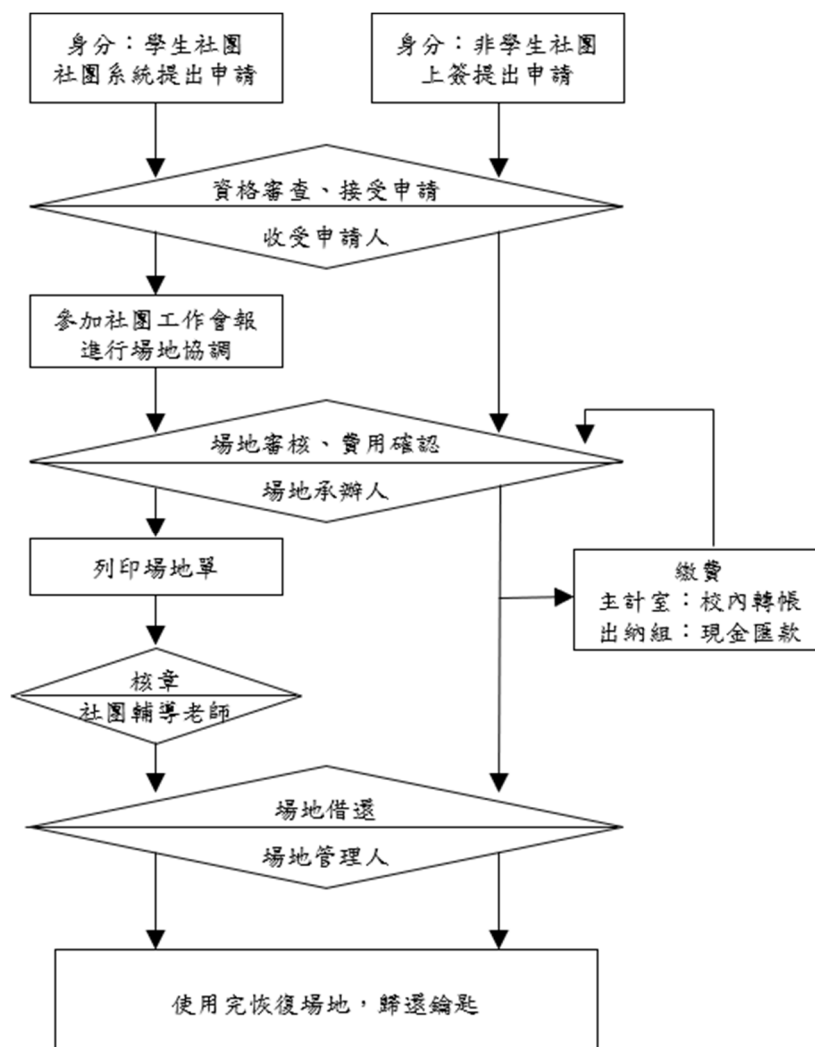 身分：學生社團
社團系統提出申請
身分：非學生社團
上簽提出申請
資格審查、接受申請
收受申請人
參加社團工作會報
進行場地協調
場地審核、費用確認
場地承辦人
列印場地單
繳費
主計室：校內轉帳
出納組：現金匯款
核章
社團輔導老師
場地借還
場地管理人
使用完恢復場地，歸還鑰匙